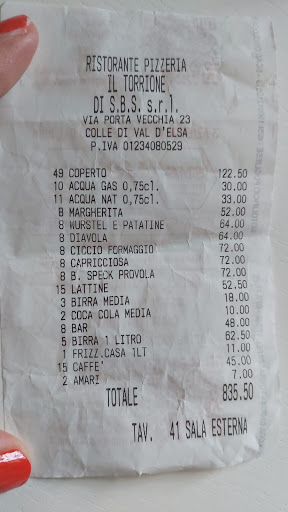 RISTORANTE PIZZERIA
IL TORRIONE
DI S.B.S. s.r.l.
VIA PORTA VECCHIA 23
COLLE DI VAL D'ELSA
P.IVA 01234080529
49 COPERTO 122.50
10 ACQUA GAS 0,75cl. 30.00
11 ACQUA NAT 0,75cl. 33.00
8 MARGHERITA 52.00
8 WURSTEL E PATATINE 64.00
8 DIAVOLA 64.00
8 CICCIO FORMAGGIO 72.00
8 CAPRICCIOSA 72.00
8 B. SPECK PROVOLA 72.00
15 LATTINE 52.50
3 BIRRA MEDIA 18.00
2 COCA COLA MEDIA 10.00
8 BAR 48.00
5 BIRRA 1 LITRO 62.50
1 FRIZZ.CASA 1LT 11.00
15 CAFFE' 45.00
2 AMARI 7.00
TOTALE 835.50
TAV. 41 SALA ESTERNA